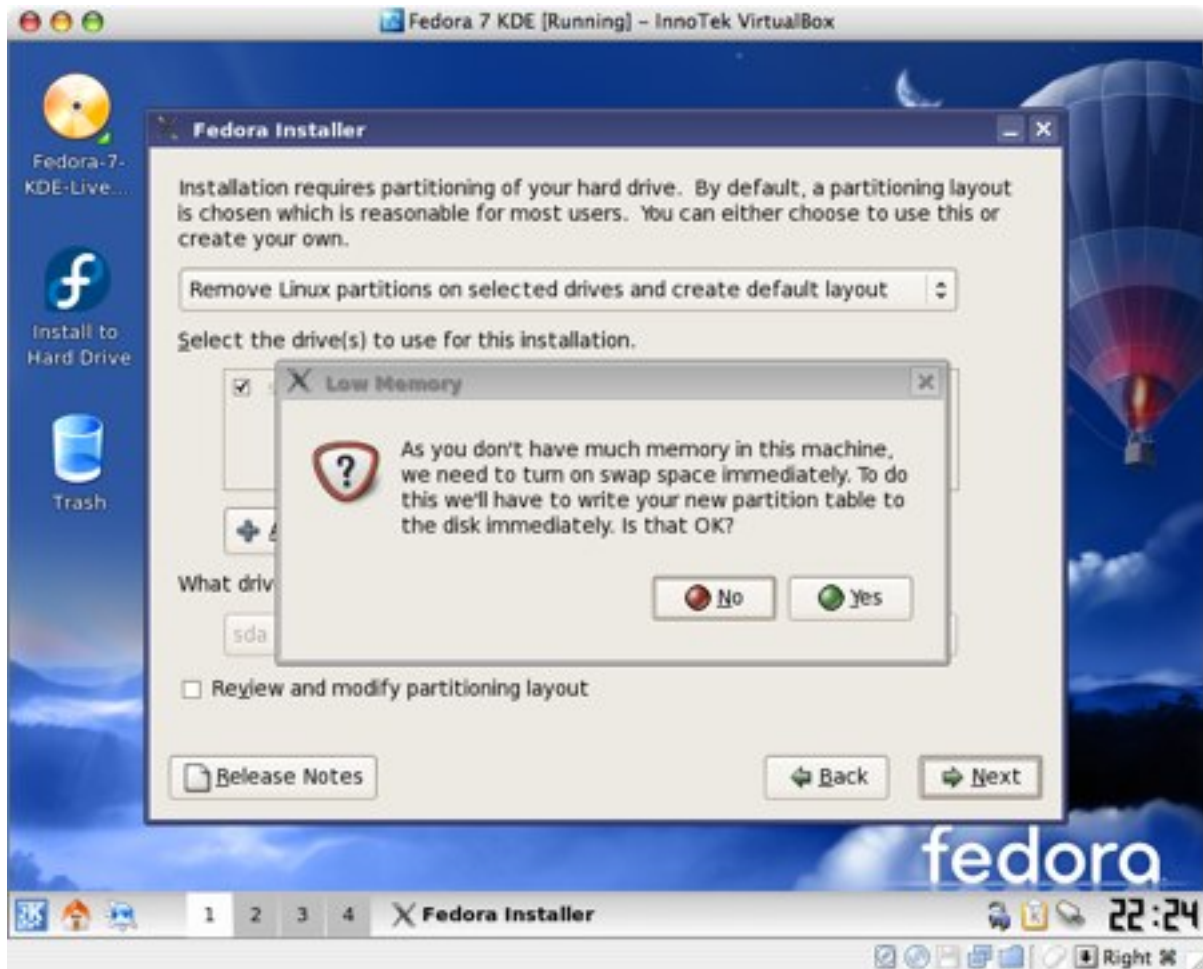 Fedora 7 KDE [Running] – InnoTek VirtualBox
Fedora-7-
KDE-Live...
Install to
Hard Drive
Trash
Fedora Installer
Installation requires partitioning of your hard drive. By default, a partitioning layout
is chosen which is reasonable for most users. You can either choose to use this or
create your own.
Remove Linux partitions on selected drives and create default layout
Select the drive(s) to use for this installation.
Low Memory
As you don't have much memory in this machine,
we need to turn on swap space immediately. To do
this we'll have to write your new partition table to
the disk immediately. Is that OK?
No
Yes
What driv
sda
Review and modify partitioning layout
Release Notes
Back
Next
fedora
1 2 3 4 Fedora Installer
22:24
Right ⌘